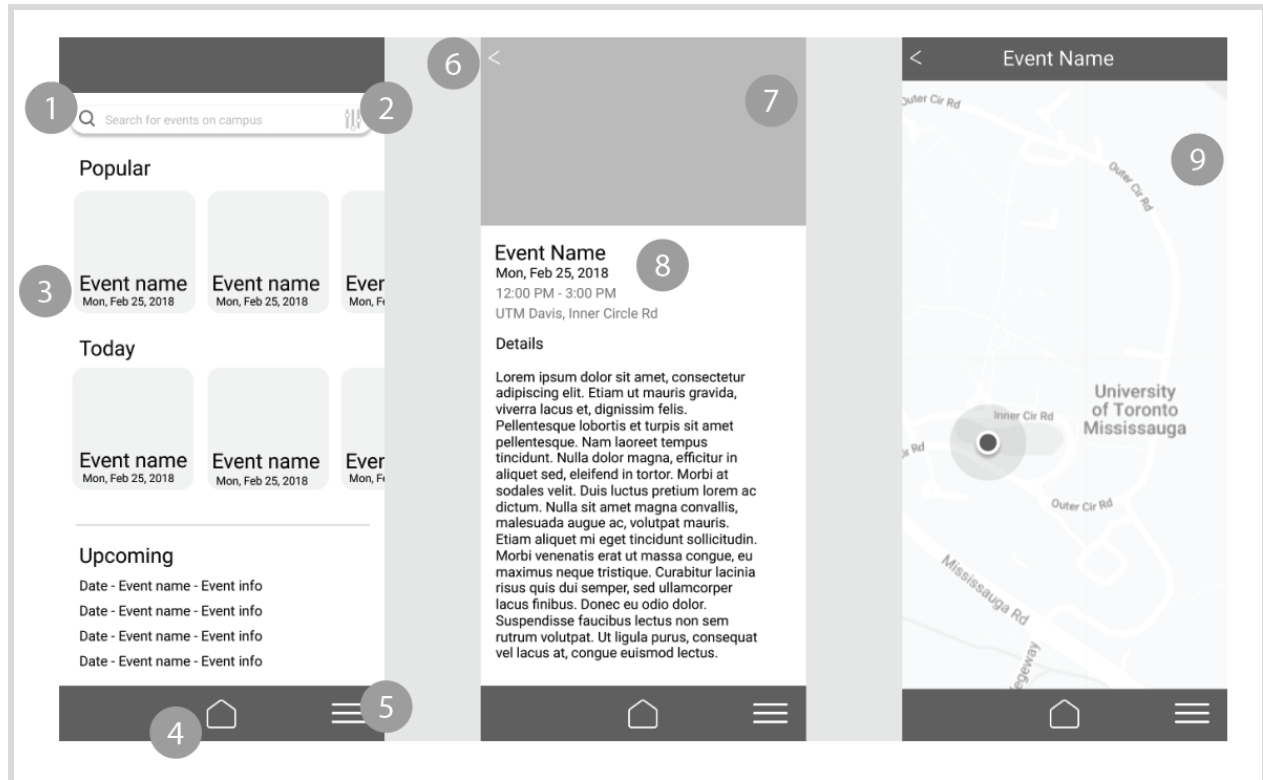 1
2
Search for events on campus
Popular
3
Event name
Mon, Feb 25, 2018
Event name
Mon, Feb 25, 2018
Ever
Mon, Fe
Today
Event name
Mon, Feb 25, 2018
Event name
Mon, Feb 25, 2018
Ever
Mon, Fe
Upcoming
Date - Event name - Event info
Date - Event name - Event info
Date - Event name - Event info
Date - Event name - Event info
4
5
6
<
7
Event Name
8
Mon, Feb 25, 2018
12:00 PM - 3:00 PM
UTM Davis, Inner Circle Rd
Details
Lorem ipsum dolor sit amet, consectetur
adipiscing elit. Etiam ut mauris gravida,
viverra lacus et, dignissim felis.
Pellentesque lobortis et turpis sit amet
pellentesque. Nam laoreet tempus
tincidunt. Nulla dolor magna, efficitur in
aliquet sed, eleifend in tortor. Morbi at
sodales velit. Duis luctus pretium lorem ac
dictum. Nulla sit amet magna convallis,
malesuada augue ac, volutpat mauris.
Etiam aliquet mi eget tincidunt sollicitudin.
Morbi venenatis erat ut massa congue, eu
maximus neque tristique. Curabitur lacinia
risus quis dui semper, sed ullamcorper
lacus finibus. Donec eu odio dolor.
Suspendisse faucibus lectus non sem
rutrum volutpat. Ut ligula purus, consequat
vel lacus at, congue euismod lectus.
< Event Name
Outer Cir Rd
9
Outer Cir Rd
University
of Toronto
Mississauga
Inner Cir Rd
Rd
Outer Cir Rd
Mississauga Rd
legeway